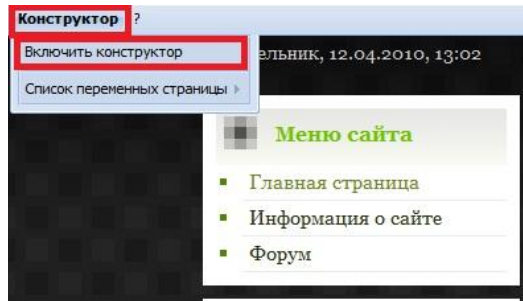 Конструктор ?
Включить конструктор
ельник, 12.04.2010, 13:02
Список переменных страницы
Меню сайта
Главная страница
Информация о сайте
Форум